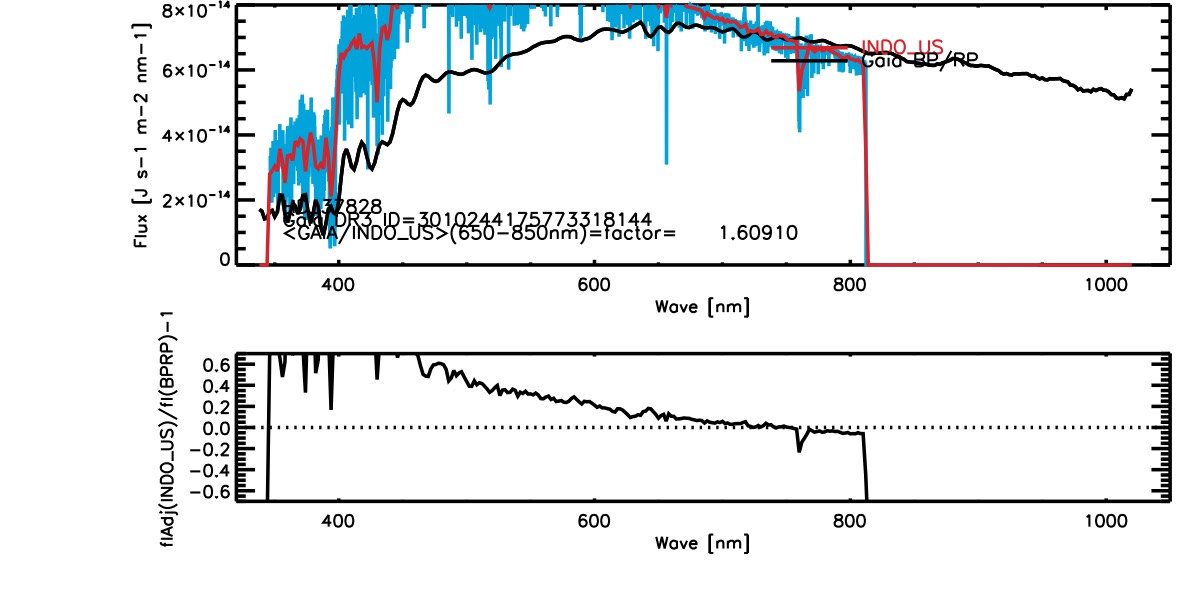 8×10⁻¹⁴
6×10⁻¹⁴
4×10⁻¹⁴
2×10⁻¹⁴
0
Flux [J s-1 m-2 nm-1]
INDO_US
Gaia BP/RP
37828
Gaia DR3 ID=3010244175773318144
<GAIA/INDO_US>(650-850nm)=factor= 1.60910
400 600 800 1000
Wave [nm]
flAdj(INDO_US)/fl(BPRP)-1
0.6
0.4
0.2
0.0
-0.2
-0.4
-0.6
400 600 800 1000
Wave [nm]